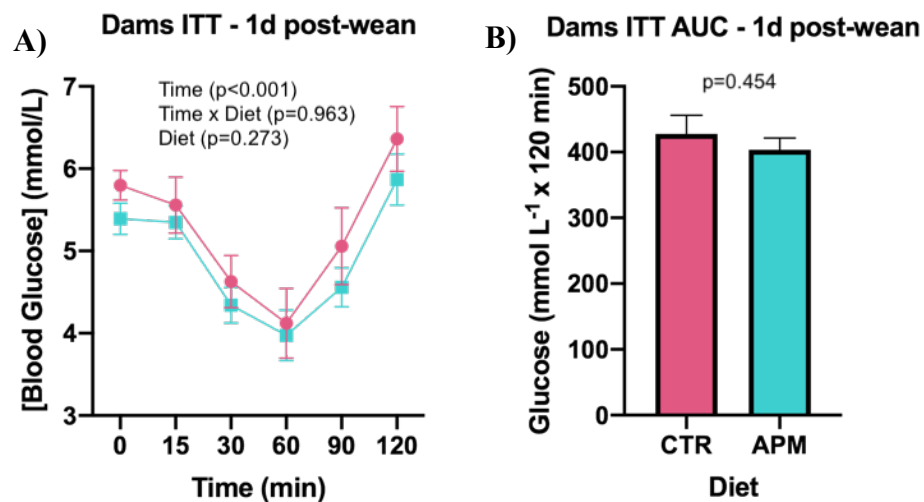 A)
Dams ITT - 1d post-wean
Time (p<0.001)
Time x Diet (p=0.963)
Diet (p=0.273)
[Blood Glucose] (mmol/L)
7
6
5
4
3
0 15 30 60 90 120
Time (min)
B)
Dams ITT AUC - 1d post-wean
p=0.454
Glucose (mmol L⁻¹ x 120 min)
500
400
300
200
100
0
CTR APM
Diet